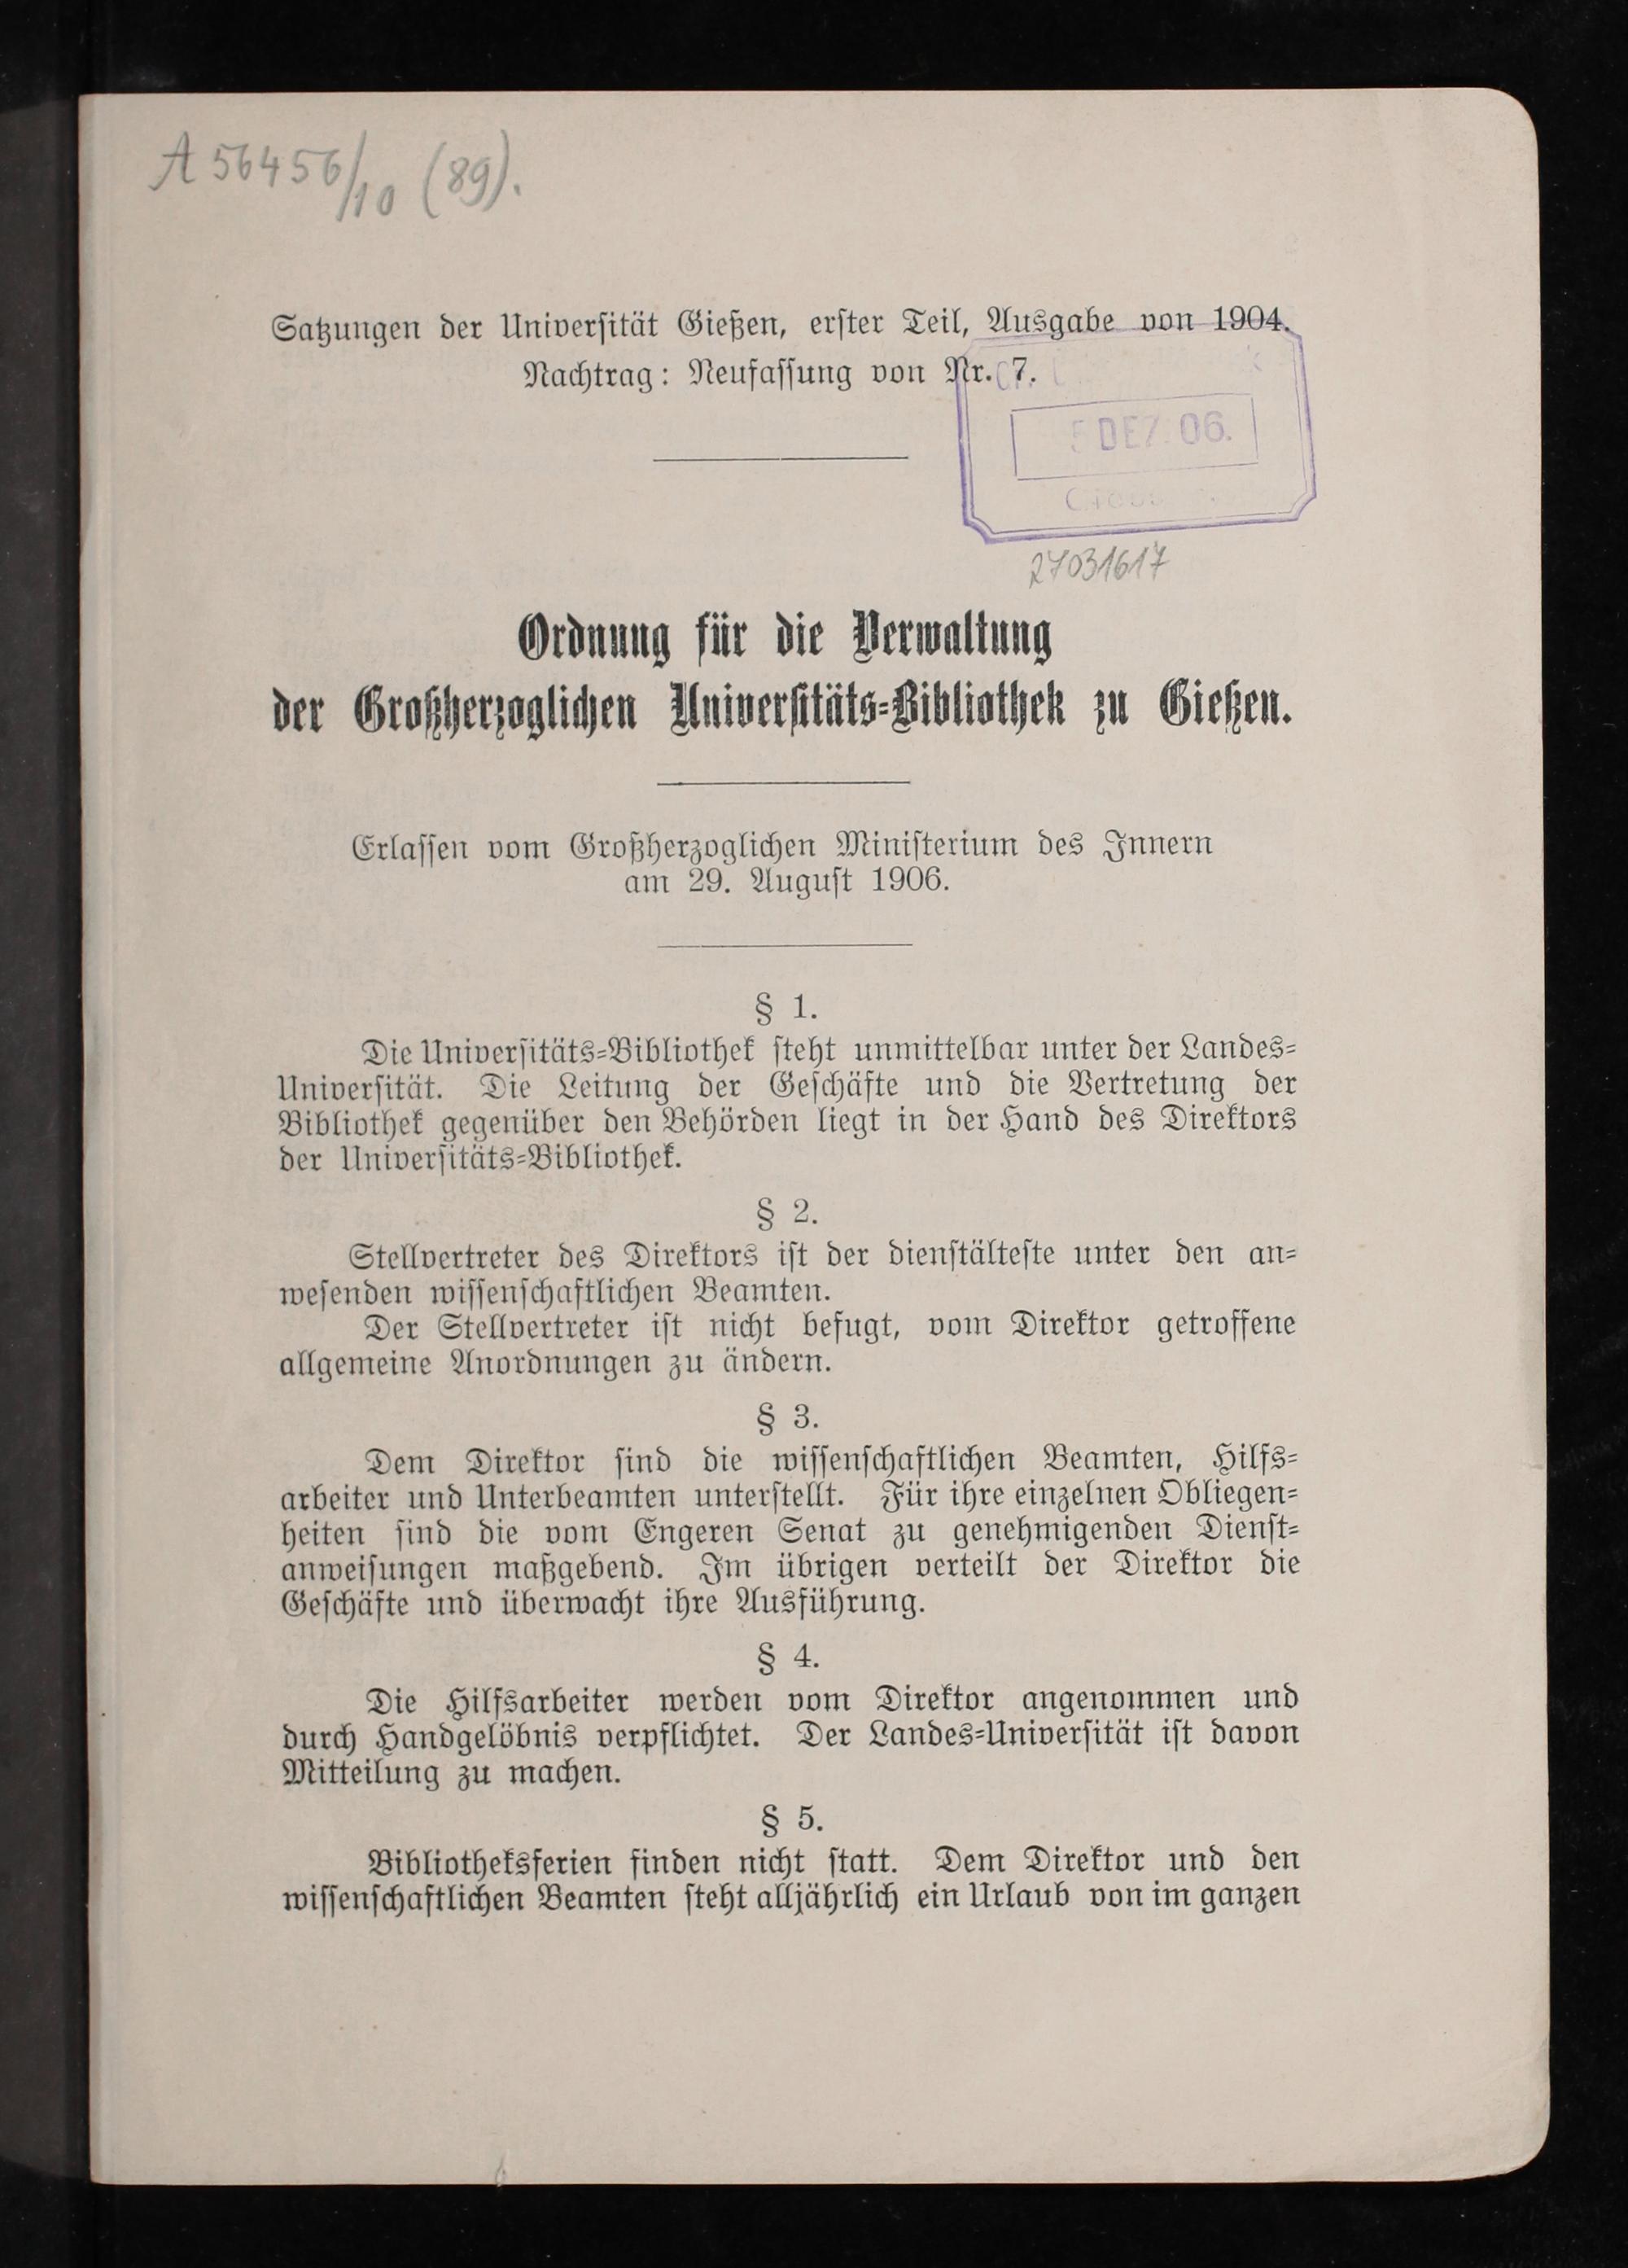 A 56456/10 (89).
Satzungen der Universität Gießen, erster Teil, Ausgabe von 1904.
Nachtrag: Neufassung von Nr. 7.
5 DEZ. 06.
27031617
Ordnung für die Verwaltung
der Großherzoglichen Universitäts-Bibliothek zu Gießen.
Erlassen vom Großherzoglichen Ministerium des Innern
am 29. August 1906.
§ 1.
Die Universitäts-Bibliothek steht unmittelbar unter der Landes-
Universität. Die Leitung der Geschäfte und die Vertretung der
Bibliothek gegenüber den Behörden liegt in der Hand des Direktors
der Universitäts-Bibliothek.
§ 2.
Stellvertreter des Direktors ist der dienstälteste unter den an-
wesenden wissenschaftlichen Beamten.
Der Stellvertreter ist nicht befugt, vom Direktor getroffene
allgemeine Anordnungen zu ändern.
§ 3.
Dem Direktor sind die wissenschaftlichen Beamten, Hilfs-
arbeiter und Unterbeamten unterstellt. Für ihre einzelnen Obliegen-
heiten sind die vom Engeren Senat zu genehmigenden Dienst-
anweisungen maßgebend. Im übrigen verteilt der Direktor die
Geschäfte und überwacht ihre Ausführung.
§ 4.
Die Hilfsarbeiter werden vom Direktor angenommen und
durch Handgelöbnis verpflichtet. Der Landes-Universität ist davon
Mitteilung zu machen.
§ 5.
Bibliotheksferien finden nicht statt. Dem Direktor und den
wissenschaftlichen Beamten steht alljährlich ein Urlaub von im ganzen